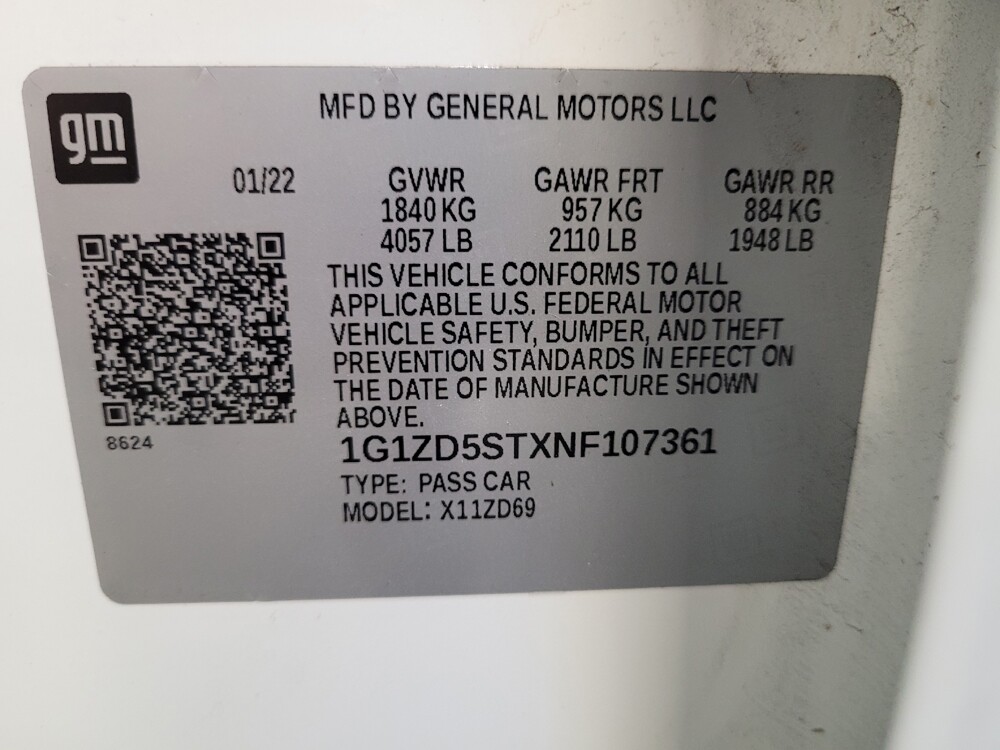 gm
MFD BY GENERAL MOTORS LLC
01/22 GVWR GAWR FRT GAWR RR
1840 KG 957 KG 884 KG
4057 LB 2110 LB 1948 LB
THIS VEHICLE CONFORMS TO ALL
APPLICABLE U.S. FEDERAL MOTOR
VEHICLE SAFETY, BUMPER, AND THEFT
PREVENTION STANDARDS IN EFFECT ON
THE DATE OF MANUFACTURE SHOWN
ABOVE.
8624
1G1ZD5STXNF107361
TYPE: PASS CAR
MODEL: X11ZD69